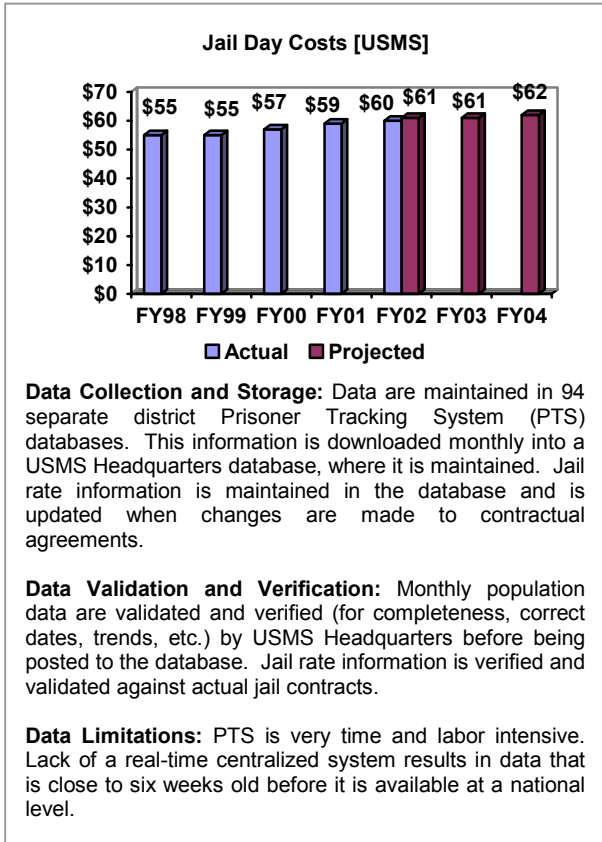 Jail Day Costs [USMS]
$70
$60
$50
$40
$30
$20
$10
$0
$55 $55 $57 $59 $60 $61 $61 $62
FY98 FY99 FY00 FY01 FY02 FY03 FY04
Actual Projected
Data Collection and Storage: Data are maintained in 94
separate district Prisoner Tracking System (PTS)
databases. This information is downloaded monthly into a
USMS Headquarters database, where it is maintained. Jail
rate information is maintained in the database and is
updated when changes are made to contractual
agreements.
Data Validation and Verification: Monthly population
data are validated and verified (for completeness, correct
dates, trends, etc.) by USMS Headquarters before being
posted to the database. Jail rate information is verified and
validated against actual jail contracts.
Data Limitations: PTS is very time and labor intensive.
Lack of a real-time centralized system results in data that
is close to six weeks old before it is available at a national
level.